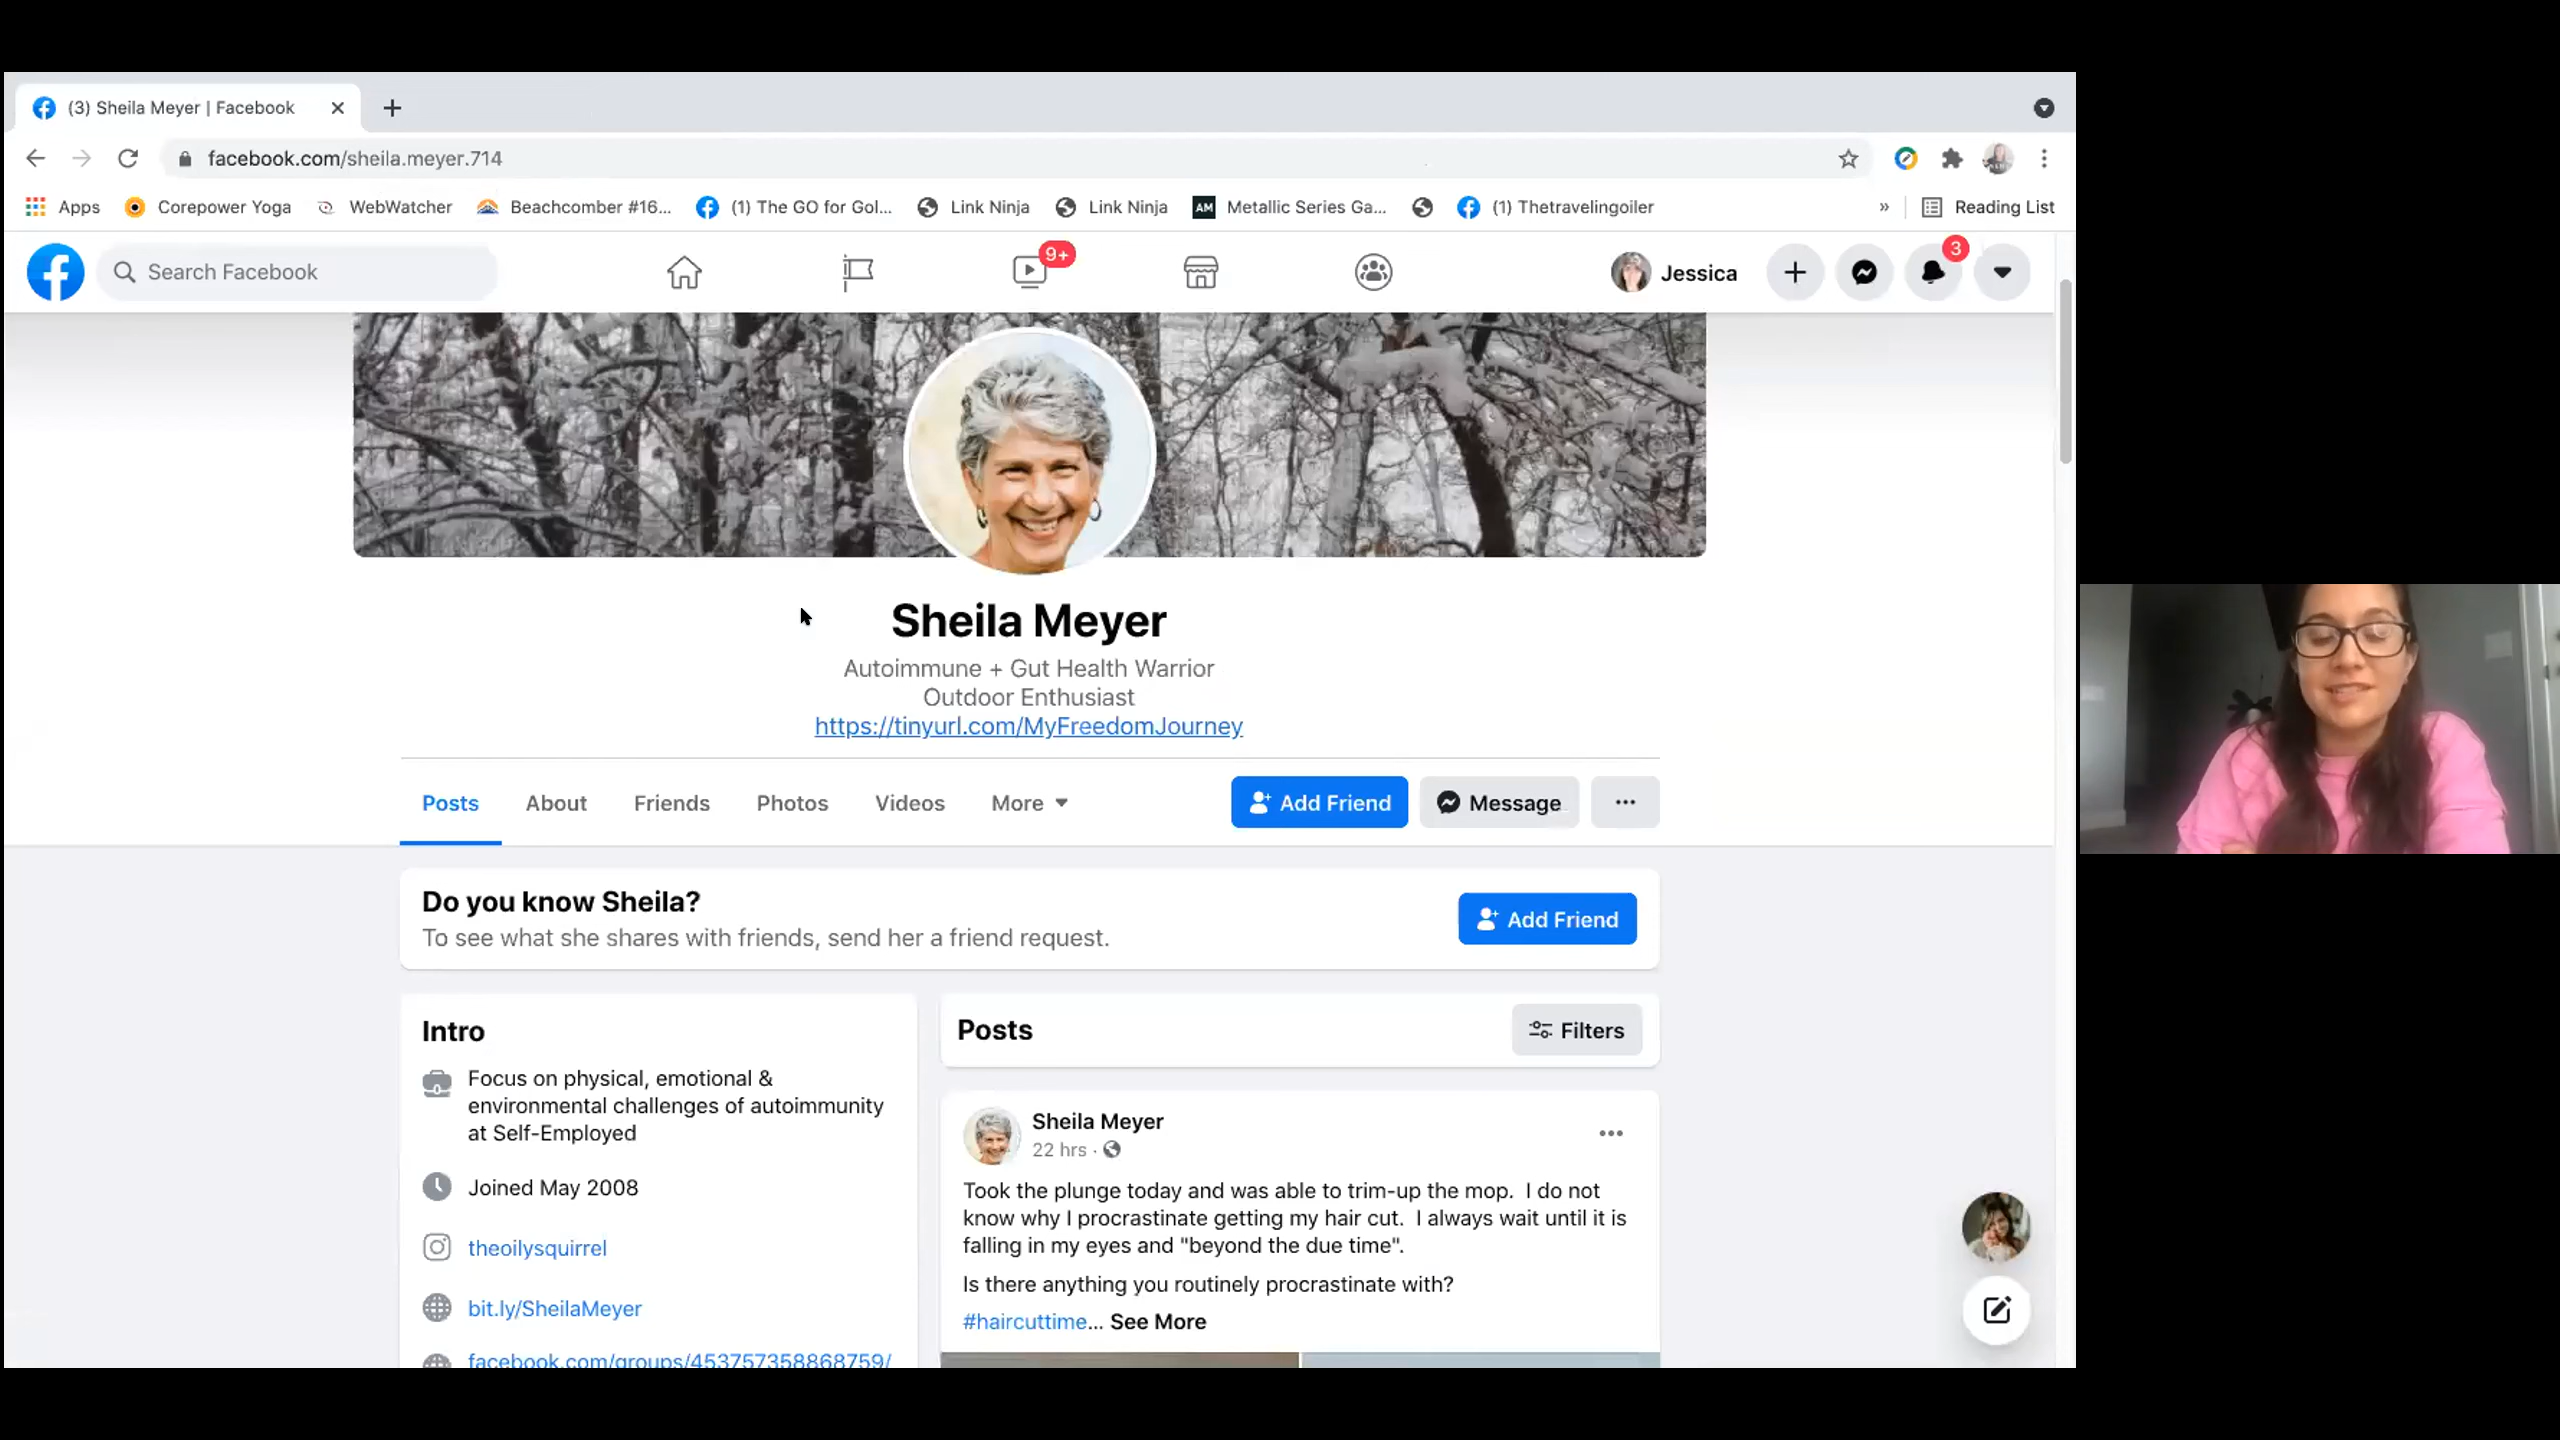 (3) Sheila Meyer | Facebook
facebook.com/sheila.meyer.714
Apps Corepower Yoga WebWatcher Beachcomber #16... (1) The GO for Gol... Link Ninja Link Ninja AM Metallic Series Ga... (1) Thetravelingoiler » Reading List
Search Facebook 9+ Jessica 3
Sheila Meyer
Autoimmune + Gut Health Warrior
Outdoor Enthusiast
https://tinyurl.com/MyFreedomJourney
Posts About Friends Photos Videos More Add Friend Message
Do you know Sheila?
To see what she shares with friends, send her a friend request.
Add Friend
Intro
Focus on physical, emotional &
environmental challenges of autoimmunity
at Self-Employed
Joined May 2008
theoilysquirrel
bit.ly/SheilaMeyer
facebook.com/groups/453757358868759/
Posts
Filters
Sheila Meyer
22 hrs ·
Took the plunge today and was able to trim-up the mop. I do not
know why I procrastinate getting my hair cut. I always wait until it is
falling in my eyes and "beyond the due time".
Is there anything you routinely procrastinate with?
#haircuttime... See More